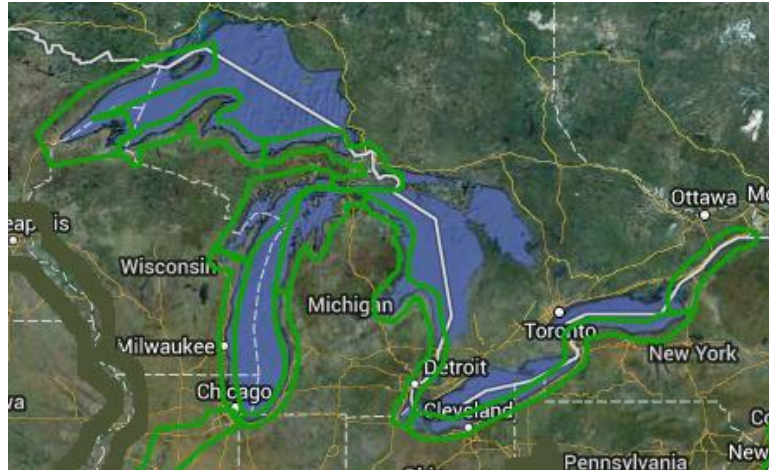 Ottawa
Wisconsin
Michigan
Toronto
Milwaukee
New York
Detroit
Chicago
Cleveland
Pennsylvania